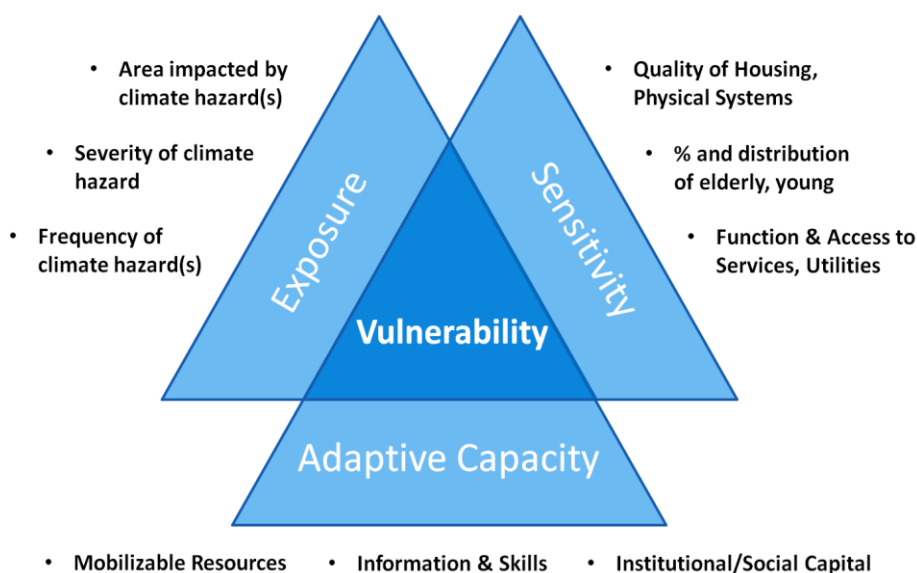 • Area impacted by
climate hazard(s)
• Severity of climate
hazard
• Frequency of
climate hazard(s)
Exposure
• Quality of Housing,
Physical Systems
• % and distribution
of elderly, young
• Function & Access to
Services, Utilities
Sensitivity
Vulnerability
Adaptive Capacity
• Mobilizable Resources • Information & Skills • Institutional/Social Capital